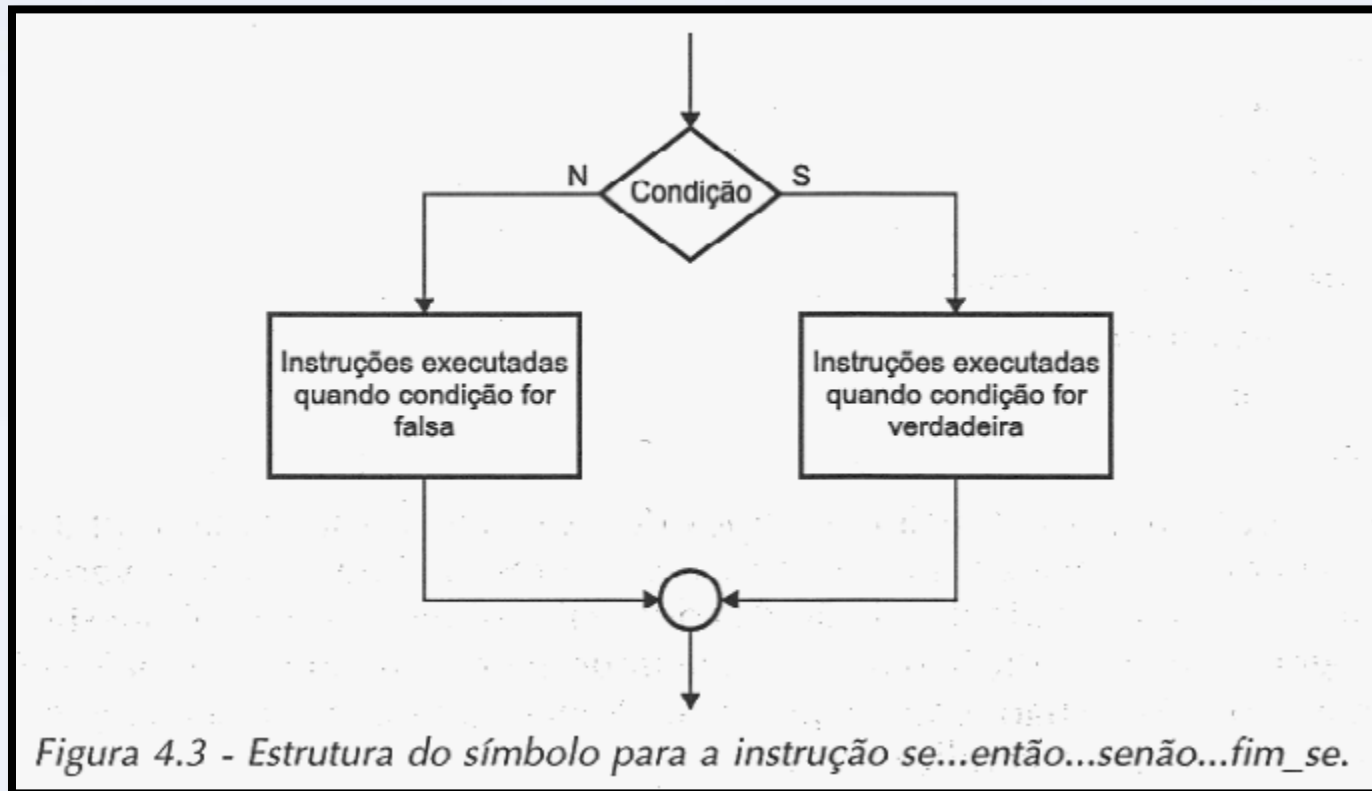 N
Condição
S
Instruções executadas
quando condição for
falsa
Instruções executadas
quando condição for
verdadeira
Figura 4.3 - Estrutura do símbolo para a instrução se...então...senão...fim_se.